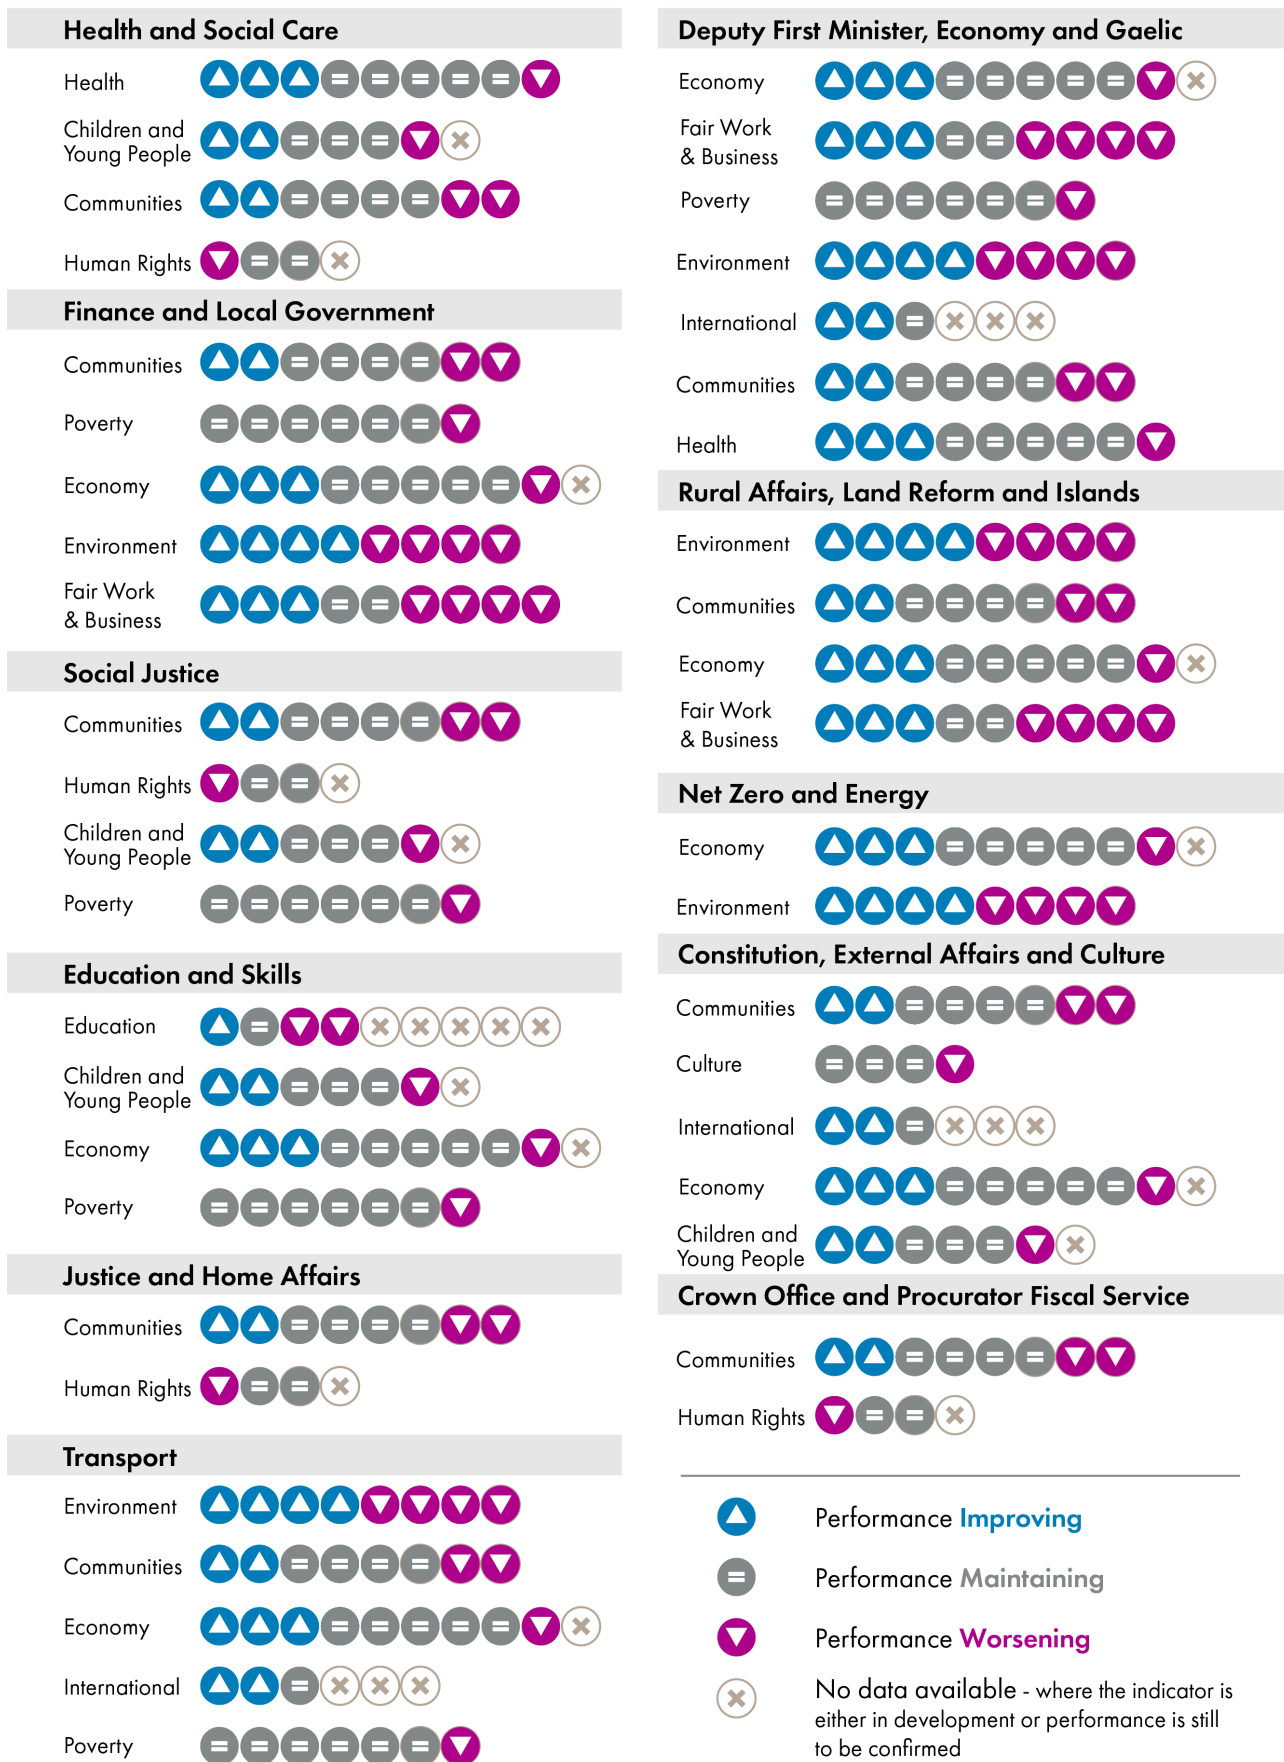 Health and Social Care
Health
Children and
Young People
Communities
Human Rights
Finance and Local Government
Communities
Poverty
Economy
Environment
Fair Work
& Business
Social Justice
Communities
Human Rights
Children and
Young People
Poverty
Education and Skills
Education
Children and
Young People
Economy
Poverty
Justice and Home Affairs
Communities
Human Rights
Transport
Environment
Communities
Economy
International
Poverty
Deputy First Minister, Economy and Gaelic
Economy
Fair Work
& Business
Poverty
Environment
International
Communities
Health
Rural Affairs, Land Reform and Islands
Environment
Communities
Economy
Fair Work
& Business
Net Zero and Energy
Economy
Environment
Constitution, External Affairs and Culture
Communities
Culture
International
Economy
Children and
Young People
Crown Office and Procurator Fiscal Service
Communities
Human Rights
Performance Improving
Performance Maintaining
Performance Worsening
No data available - where the indicator is
either in development or performance is still
to be confirmed